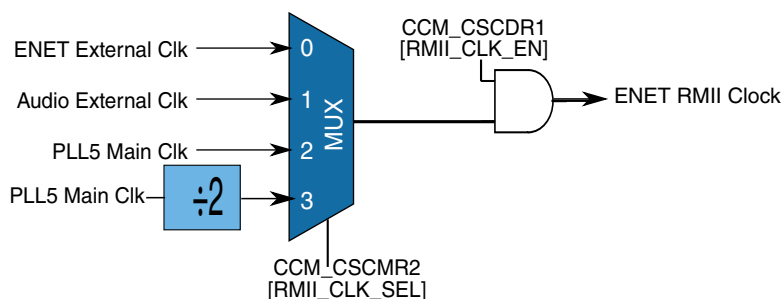 CCM_CSCDR1
[RMII_CLK_EN]
ENET External Clk
0
ENET RMII Clock
Audio External Clk
1
MUX
PLL5 Main Clk
2
PLL5 Main Clk
÷2
3
CCM_CSCMR2
[RMII_CLK_SEL]